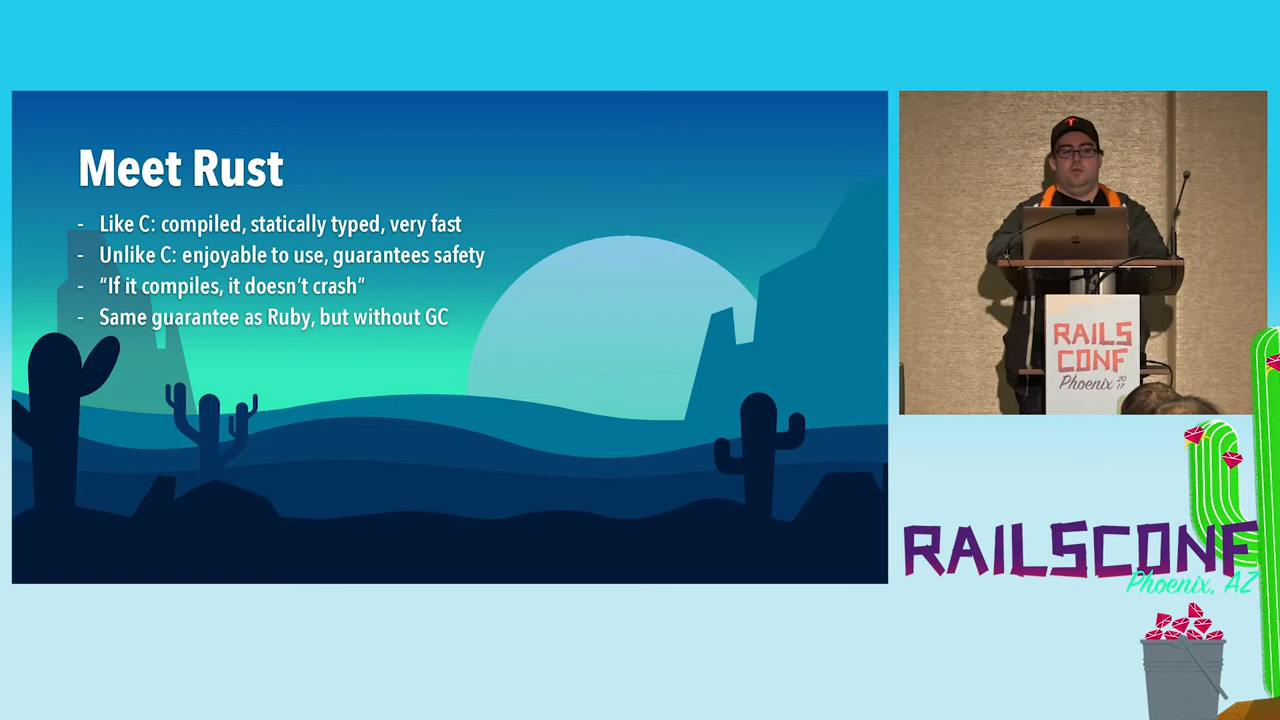 Meet Rust
- Like C: compiled, statically typed, very fast
- Unlike C: enjoyable to use, guarantees safety
- “If it compiles, it doesn’t crash”
- Same guarantee as Ruby, but without GC
T
RAILS
CONF
Phoenix 2017
RAILSCONF
Phoenix, AZ